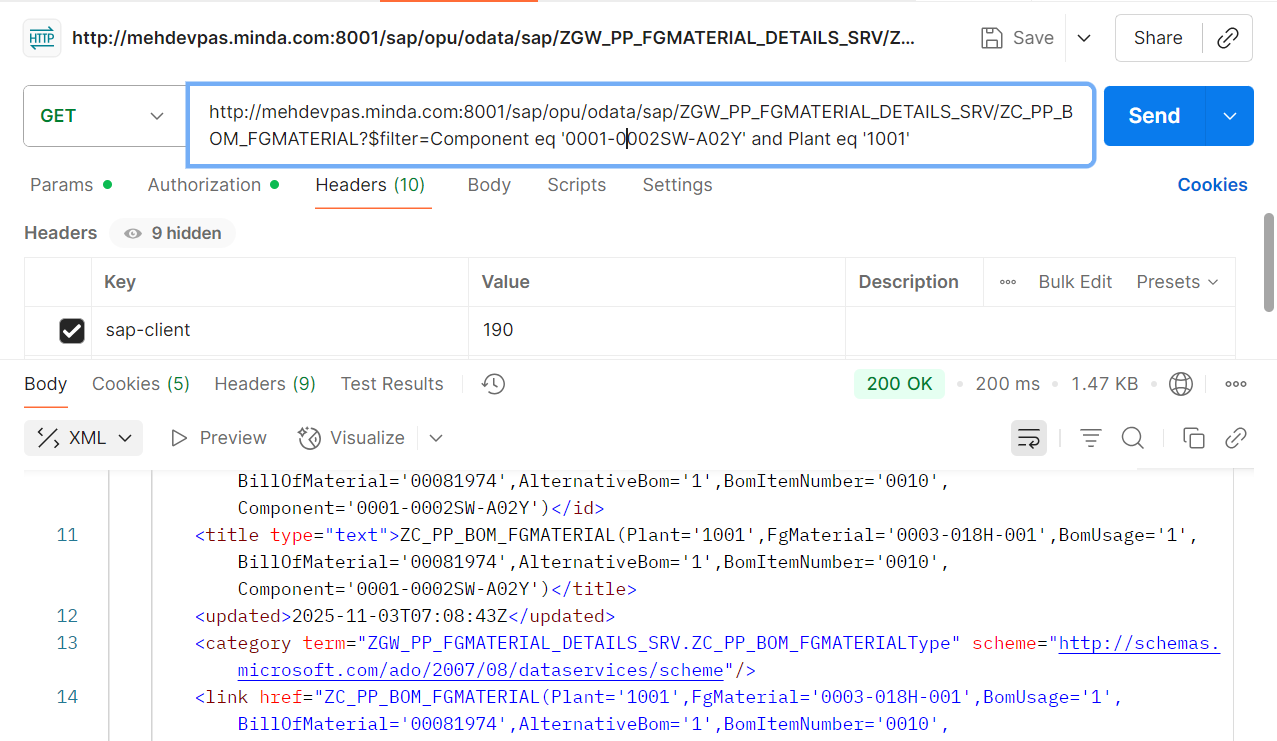 HTTP http://mehdevpas.minda.com:8001/sap/opu/odata/sap/ZGW_PP_FGMATERIAL_DETAILS_SRV/Z... Save Share
GET http://mehdevpas.minda.com:8001/sap/opu/odata/sap/ZGW_PP_FGMATERIAL_DETAILS_SRV/ZC_PP_B Send
OM_FGMATERIAL?$filter=Component eq '0001-0002SW-A02Y' and Plant eq '1001'
Params Authorization Headers (10) Body Scripts Settings Cookies
Headers 9 hidden
Key Value Description Bulk Edit Presets
sap-client 190
Body Cookies (5) Headers (9) Test Results 200 OK 200 ms 1.47 KB
XML Preview Visualize
BillOfMaterial='00081974',AlternativeBom='1',BomItemNumber='0010',
Component='0001-0002SW-A02Y')</id>
11 <title type="text">ZC_PP_BOM_FGMATERIAL(Plant='1001',FgMaterial='0003-018H-001',BomUsage='1',
BillOfMaterial='00081974',AlternativeBom='1',BomItemNumber='0010',
Component='0001-0002SW-A02Y')</title>
12 <updated>2025-11-03T07:08:43Z</updated>
13 <category term="ZGW_PP_FGMATERIAL_DETAILS_SRV.ZC_PP_BOM_FGMATERIALType" scheme="http://schemas.
microsoft.com/ado/2007/08/dataservices/scheme"/>
14 <link href="ZC_PP_BOM_FGMATERIAL(Plant='1001',FgMaterial='0003-018H-001',BomUsage='1',
BillOfMaterial='00081974',AlternativeBom='1',BomItemNumber='0010',